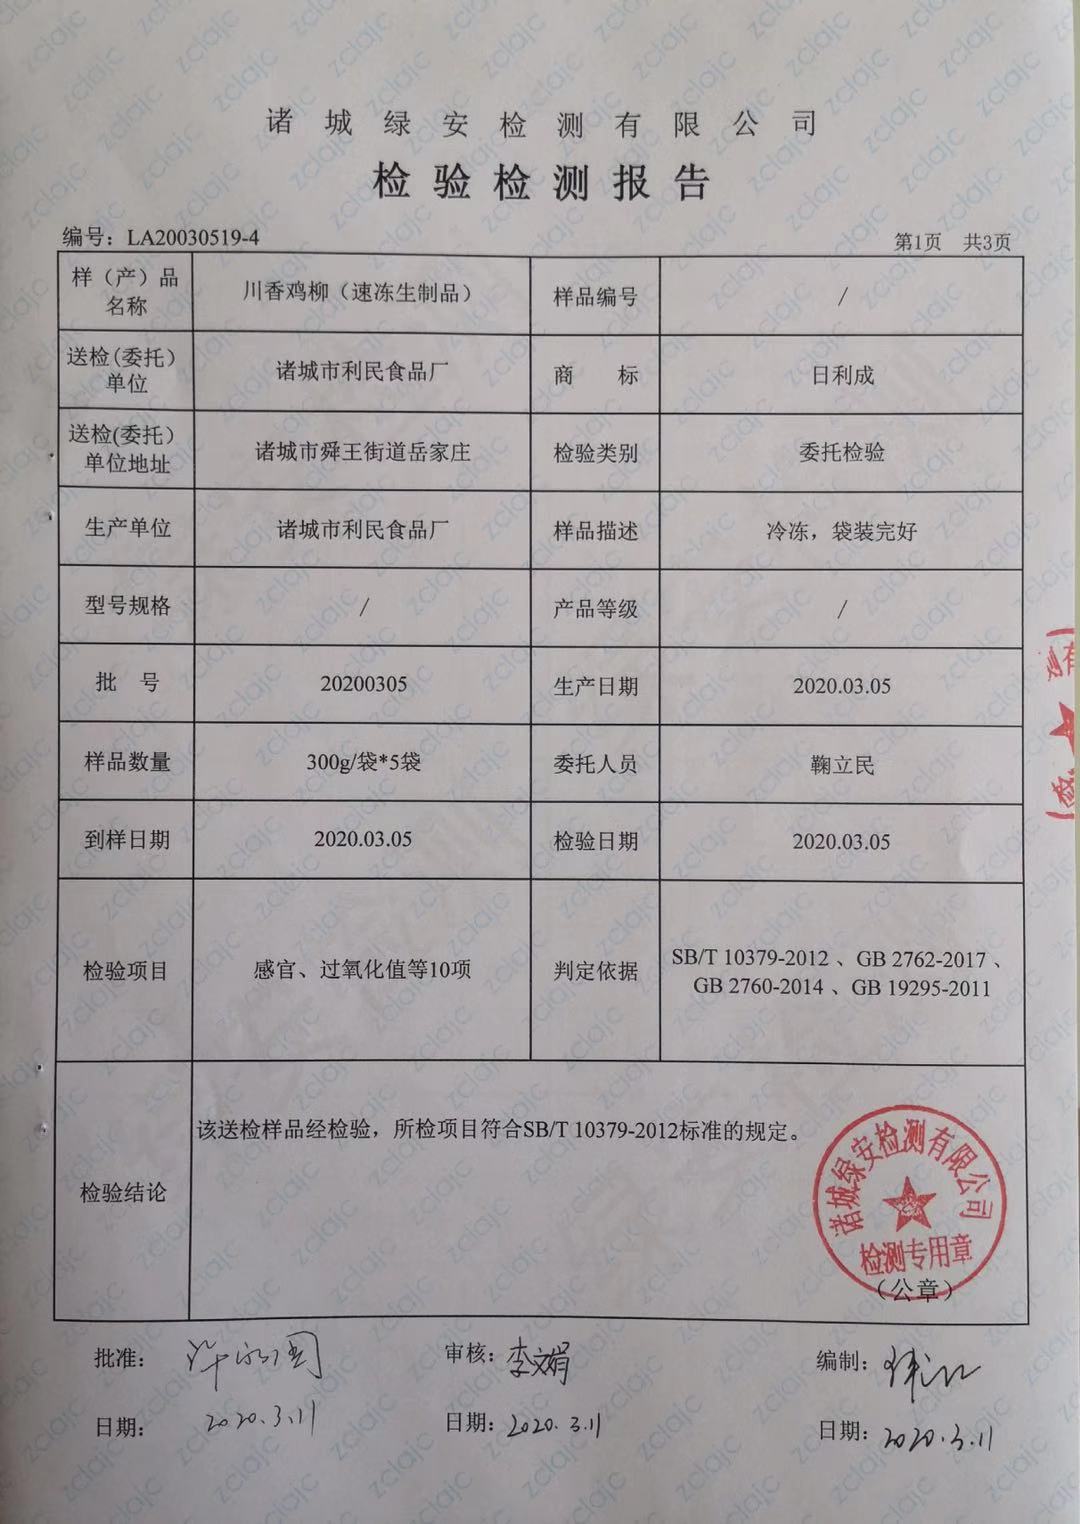 诸城绿安检测有限公司
检验检测报告
编号：LA20030519-4
第1页 共3页
样（产）品名称 川香鸡柳（速冻生制品） 样品编号 /
送检(委托）单位 诸城市利民食品厂 商 标 日利成
送检(委托）单位地址 诸城市舜王街道岳家庄 检验类别 委托检验
生产单位 诸城市利民食品厂 样品描述 冷冻，袋装完好
型号规格 / 产品等级 /
批 号 20200305 生产日期 2020.03.05
样品数量 300g/袋*5袋 委托人员 鞠立民
到样日期 2020.03.05 检验日期 2020.03.05
检验项目 感官、过氧化值等10项 判定依据 SB/T 10379-2012 、GB 2762-2017 、
GB 2760-2014 、GB 19295-2011
检验结论 该送检样品经检验，所检项目符合SB/T 10379-2012标准的规定。
诸城绿安检测有限公司
检测专用章
（公章）
批准： 审核：李文娟 编制：
日期：2020.3.11 日期：2020.3.11 日期：2020.3.11
zclajc